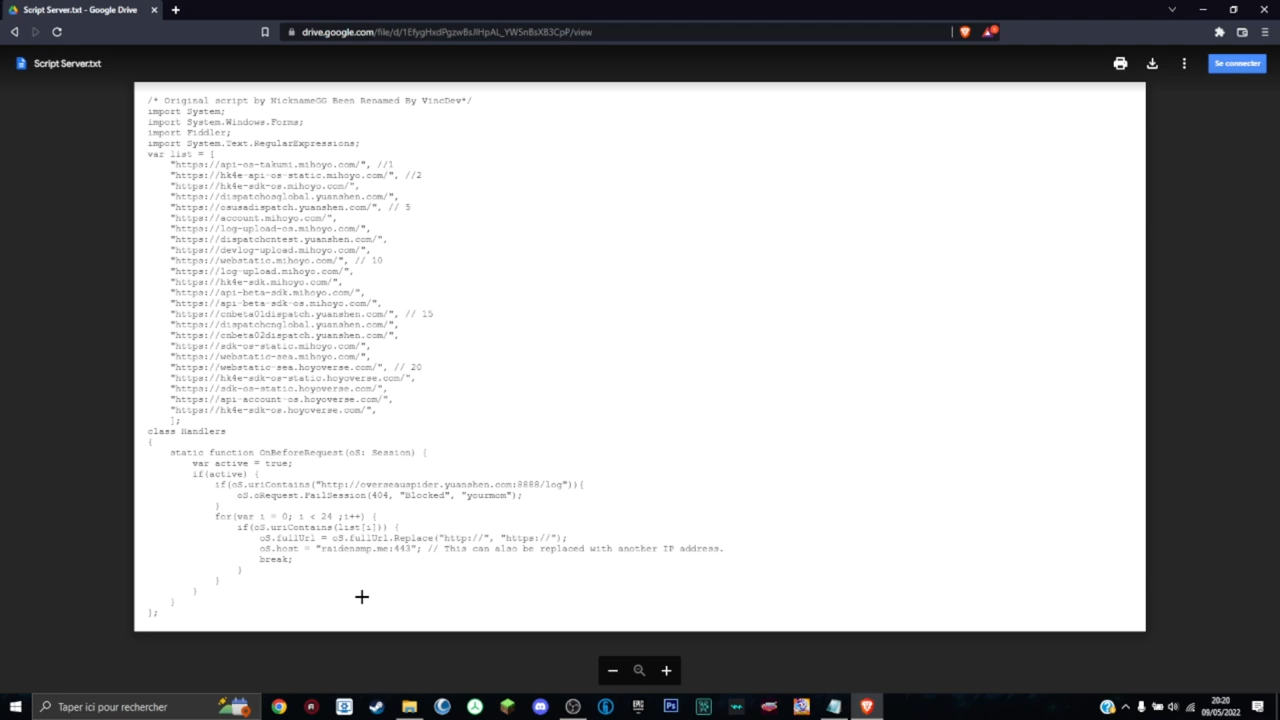 Script Server.txt - Google Drive
drive.google.com/file/d/1EfygHxdPgzwBsJIHpAL_YW5nBsXB3CpP/view
Script Server.txt
Se connecter
/* Original script by NicknameGG Been Renamed By VincDev*/
import System;
import System.Windows.Forms;
import Fiddler;
import System.Text.RegularExpressions;
var list = [
"https://api-os-takumi.mihoyo.com/", //1
"https://hk4e-api-os-static.mihoyo.com/", //2
"https://hk4e-sdk-os.mihoyo.com/",
"https://dispatchosglobal.yuanshen.com/",
"https://osusadispatch.yuanshen.com/", // 5
"https://account.mihoyo.com/",
"https://log-upload-os.mihoyo.com/",
"https://dispatchcntest.yuanshen.com/",
"https://devlog-upload.mihoyo.com/",
"https://webstatic.mihoyo.com/", // 10
"https://log-upload.mihoyo.com/",
"https://hk4e-sdk.mihoyo.com/",
"https://api-beta-sdk.mihoyo.com/",
"https://api-beta-sdk-os.mihoyo.com/",
"https://cnbeta01dispatch.yuanshen.com/", // 15
"https://dispatchcnglobal.yuanshen.com/",
"https://cnbeta02dispatch.yuanshen.com/",
"https://sdk-os-static.mihoyo.com/",
"https://webstatic-sea.mihoyo.com/",
"https://webstatic-sea.hoyoverse.com/", // 20
"https://hk4e-sdk-os-static.hoyoverse.com/",
"https://sdk-os-static.hoyoverse.com/",
"https://api-account-os.hoyoverse.com/",
"https://hk4e-sdk-os.hoyoverse.com/",
];
class Handlers
{
static function OnBeforeRequest(oS: Session) {
var active = true;
if(active) {
if(oS.uriContains("http://overseauspider.yuanshen.com:8888/log")){
oS.oRequest.FailSession(404, "Blocked", "yourmom");
}
for(var i = 0; i < 24 ;i++) {
if(oS.uriContains(list[i])) {
oS.fullUrl = oS.fullUrl.Replace("http://", "https://");
oS.host = "raidensmp.me:443"; // This can also be replaced with another IP address.
break;
}
}
}
}
};
Taper ici pour rechercher
20:20
09/05/2022